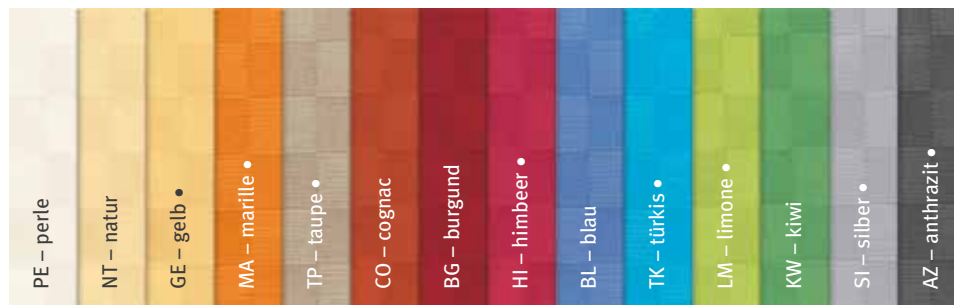 PE – perle
NT – natur
GE – gelb •
MA – marille •
TP – taupe •
CO – cognac
BG – burgund
HI – himbeer •
BL – blau
TK – türkis •
LM – limone •
KW – kiwi
SI – silber •
AZ – anthrazit •